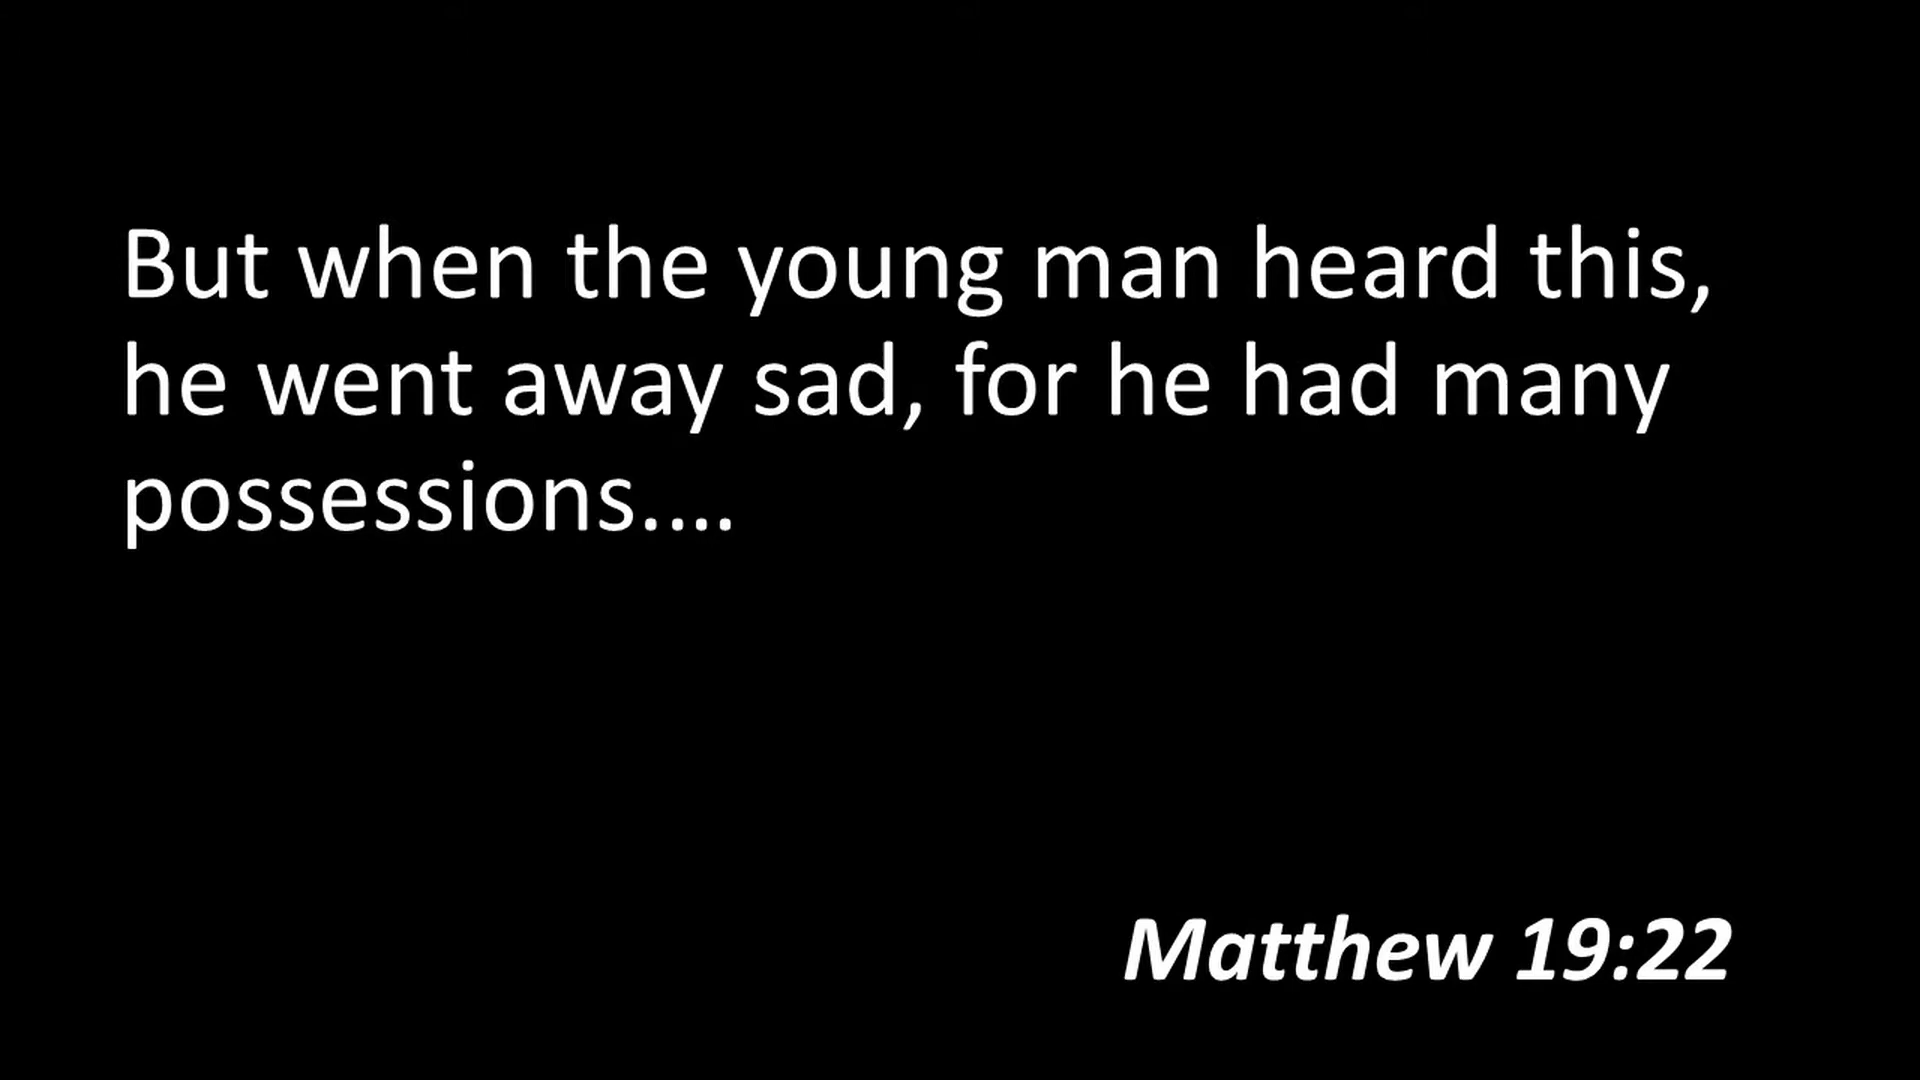 But when the young man heard this,
he went away sad, for he had many
possessions....
Matthew 19:22